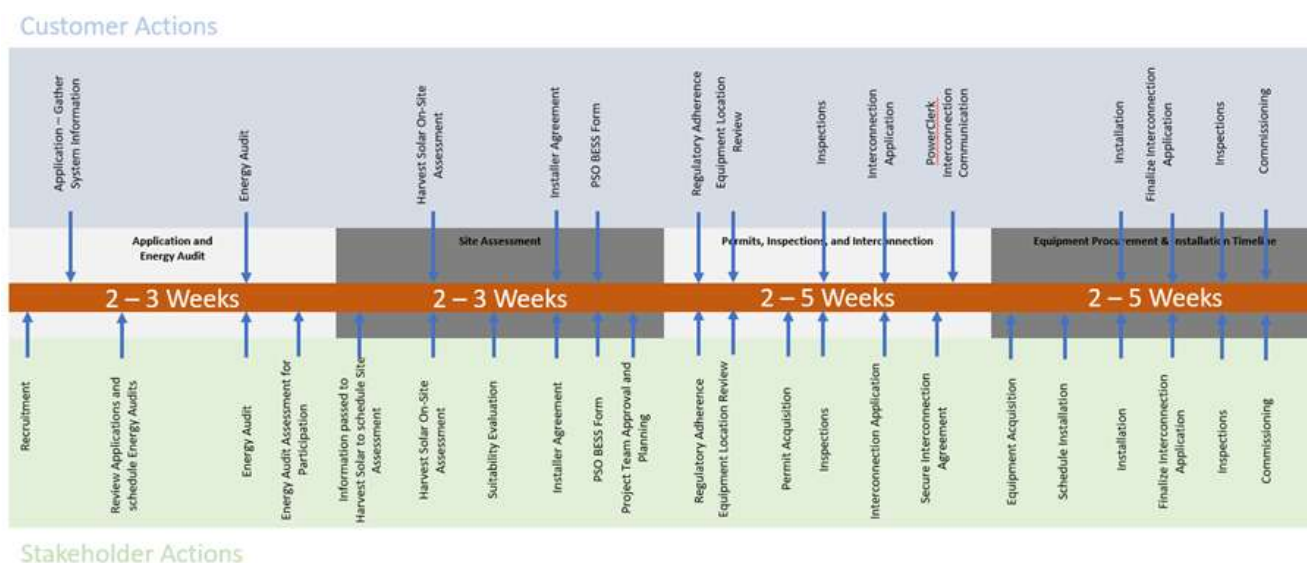 Customer Actions
Application – Gather
System Information
Energy Audit
Harvest Solar On-Site
Assessment
Installer Agreement
PSO BESS Form
Regulatory Adherence
Equipment Location
Review
Inspections
Interconnection
Application
PowerClerk
Interconnection
Communication
Installation
Finalize Interconnection
Application
Inspections
Commissioning
Application and
Energy Audit
Site Assessment
Permits, Inspections, and Interconnection
Equipment Procurement & Installation Timeline
2 – 3 Weeks
2 – 3 Weeks
2 – 5 Weeks
2 – 5 Weeks
Recruitment
Review Applications and
schedule Energy Audits
Energy Audit
Energy Audit Assessment for
Participation
Information passed to
Harvest Solar to schedule Site
Assessment
Harvest Solar On-Site
Assessment
Suitability Evaluation
Installer Agreement
PSO BESS Form
Project Team Approval and
Planning
Regulatory Adherence
Equipment Location Review
Permit Acquisition
Inspections
Interconnection Application
Secure Interconnection
Agreement
Equipment Acquisition
Schedule Installation
Installation
Finalize Interconnection
Application
Inspections
Commissioning
Stakeholder Actions